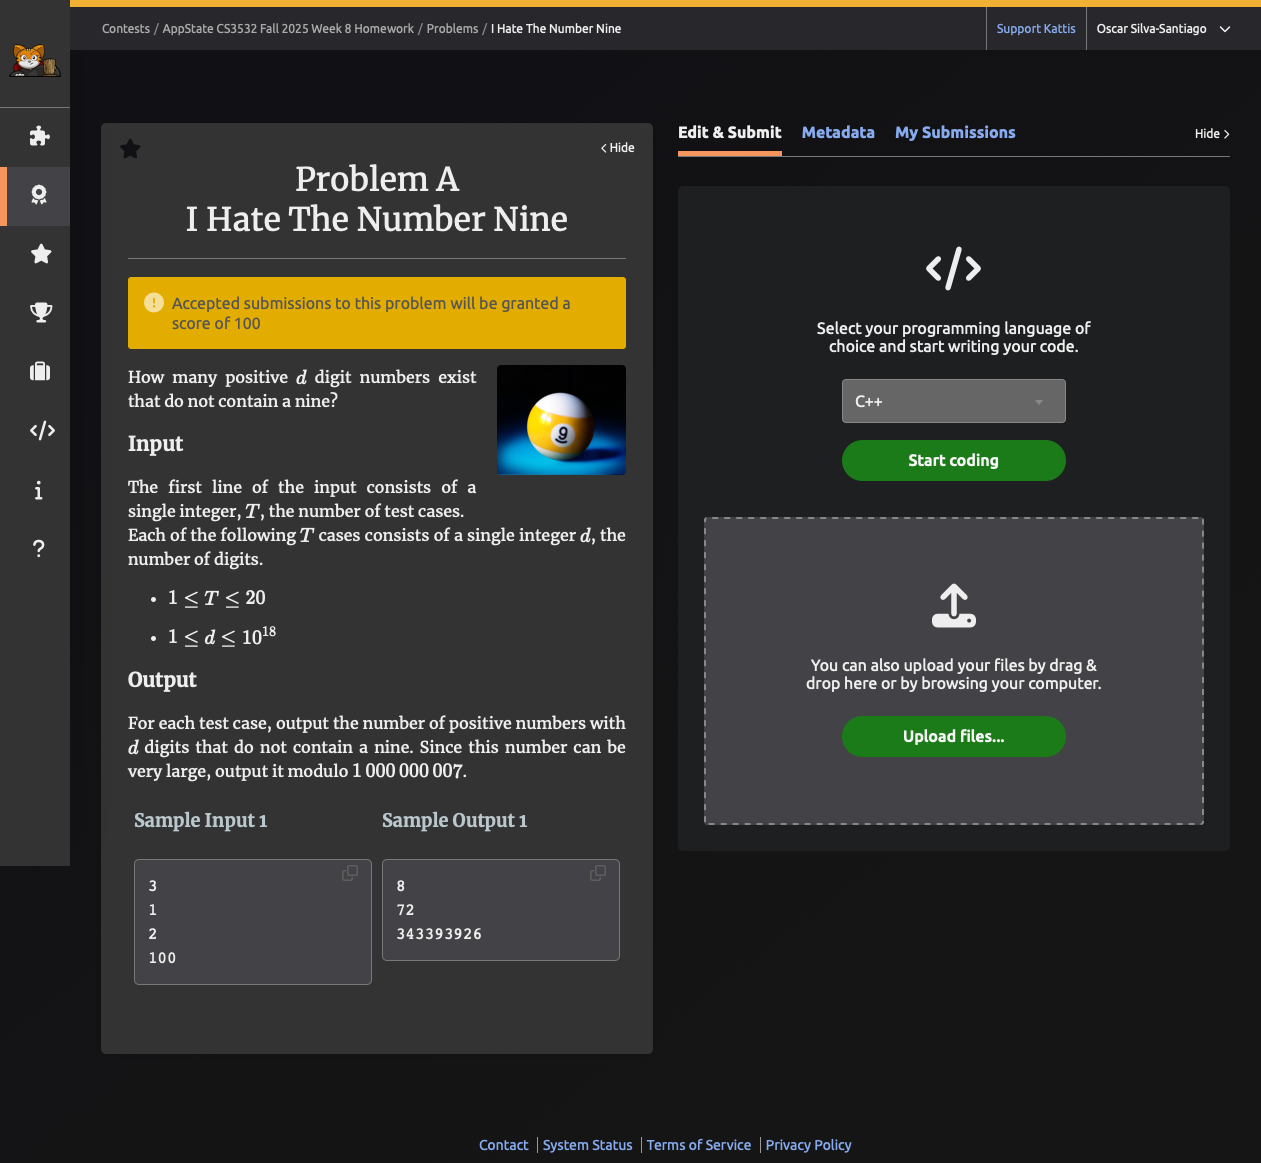 Contests / AppState CS3532 Fall 2025 Week 8 Homework / Problems / I Hate The Number Nine
Support Kattis
Oscar Silva-Santiago
< Hide
Problem A
I Hate The Number Nine
Accepted submissions to this problem will be granted a
score of 100
How many positive d digit numbers exist
that do not contain a nine?
9
Input
The first line of the input consists of a
single integer, T, the number of test cases.
Each of the following T cases consists of a single integer d, the
number of digits.
• 1 ≤ T ≤ 20
• 1 ≤ d ≤ 10¹⁸
Output
For each test case, output the number of positive numbers with
d digits that do not contain a nine. Since this number can be
very large, output it modulo 1 000 000 007.
Sample Input 1
Sample Output 1
3
1
2
100
8
72
343393926
Edit & Submit
Metadata
My Submissions
Hide >
</>
Select your programming language of
choice and start writing your code.
C++
Start coding
You can also upload your files by drag &
drop here or by browsing your computer.
Upload files...
Contact | System Status | Terms of Service | Privacy Policy